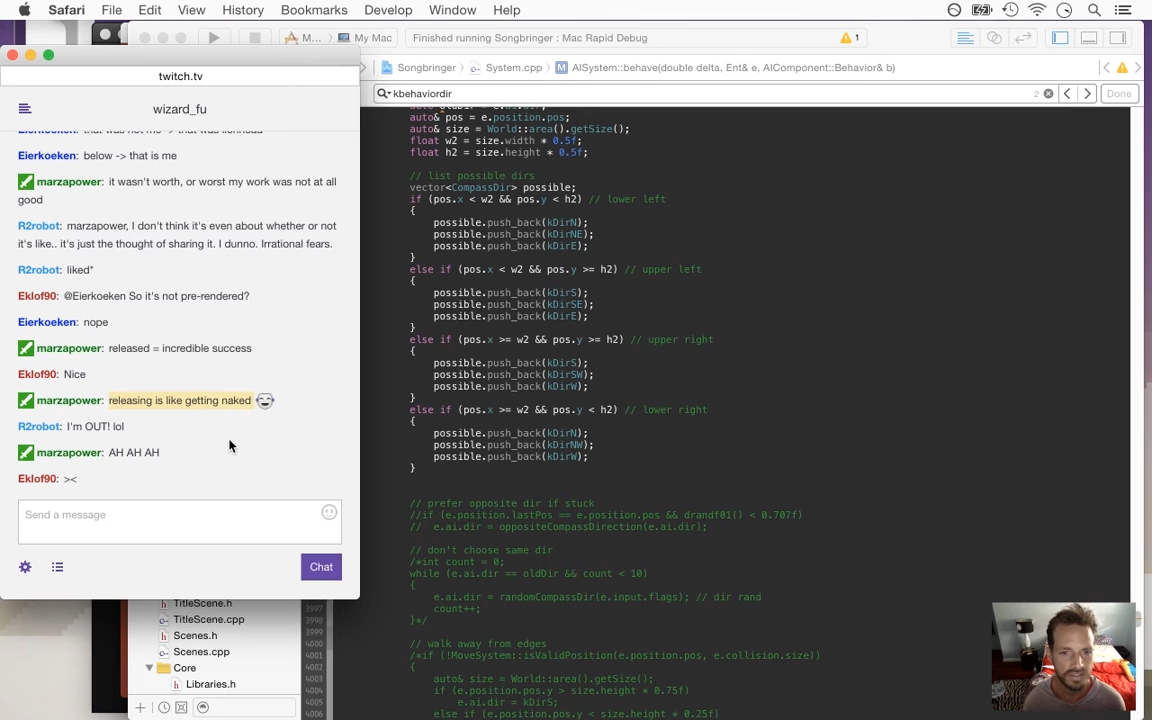 Safari File Edit View History Bookmarks Develop Window Help
M... My Mac
Finished running Songbringer : Mac Rapid Debug
1
twitch.tv
Songbringer System.cpp M AISystem::behave(double delta, Ent& e, AIComponent::Behavior& b)
kbehaviordir
2
Done
wizard_fu
Eierkoeken: below -> that is me
marzapower: it wasn't worth, or worst my work was not at all
good
R2robot: marzapower, I don't think it's even about whether or not
it's like.. it's just the thought of sharing it. I dunno. Irrational fears.
R2robot: liked*
Eklof90: @Eierkoeken So it's not pre-rendered?
Eierkoeken: nope
marzapower: released = incredible success
Eklof90: Nice
marzapower: releasing is like getting naked
R2robot: I'm OUT! lol
marzapower: AH AH AH
Eklof90: ><
Send a message
Chat
auto& pos = e.position.pos;
auto& size = World::area().getSize();
float w2 = size.width * 0.5f;
float h2 = size.height * 0.5f;
// list possible dirs
vector<CompassDir> possible;
if (pos.x < w2 && pos.y < h2) // lower left
{
possible.push_back(kDirN);
possible.push_back(kDirNE);
possible.push_back(kDirE);
}
else if (pos.x < w2 && pos.y >= h2) // upper left
{
possible.push_back(kDirS);
possible.push_back(kDirSE);
possible.push_back(kDirE);
}
else if (pos.x >= w2 && pos.y >= h2) // upper right
{
possible.push_back(kDirS);
possible.push_back(kDirSW);
possible.push_back(kDirW);
}
else if (pos.x >= w2 && pos.y < h2) // lower right
{
possible.push_back(kDirN);
possible.push_back(kDirNW);
possible.push_back(kDirW);
}
// prefer opposite dir if stuck
//if (e.position.lastPos == e.position.pos && drandf01() < 0.707f)
// e.ai.dir = oppositeCompassDirection(e.ai.dir);
// don't choose same dir
/*int count = 0;
while (e.ai.dir == oldDir && count < 10)
{
e.ai.dir = randomCompassDir(e.input.flags); // dir rand
count++;
}*/
// walk away from edges
/*if (!MoveSystem::isValidPosition(e.position.pos, e.collision.size))
{
auto& size = World::area().getSize();
if (e.position.pos.y > size.height * 0.75f)
e.ai.dir = kDirS;
else if (e.position.pos.y < size.height * 0.25f)
TitleScene.h
TitleScene.cpp
Scenes.h
Scenes.cpp
Core
Libraries.h
3997
3998
3999
4000
4001
4002
4003
4004
4005
4006